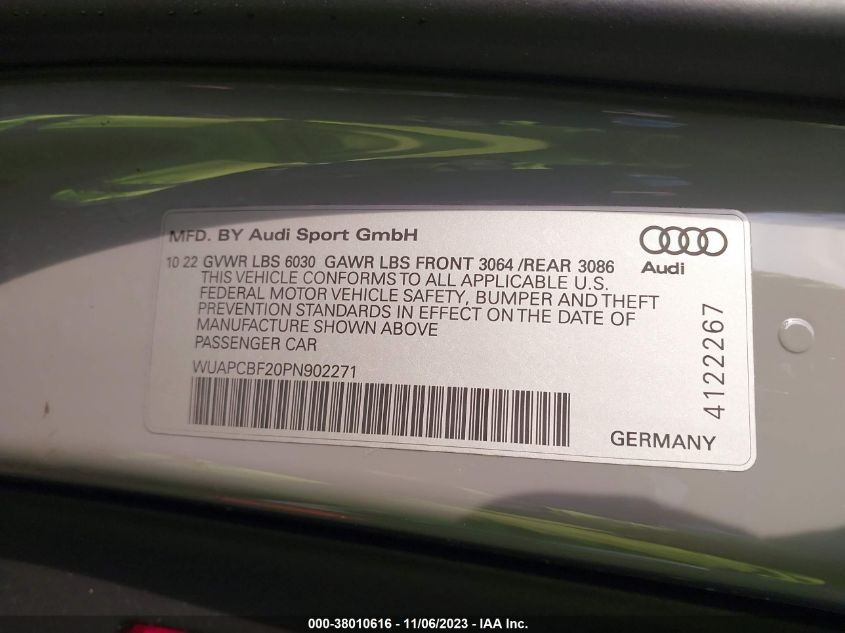 MFD. BY Audi Sport GmbH
Audi
10 22 GVWR LBS 6030 GAWR LBS FRONT 3064 /REAR 3086
THIS VEHICLE CONFORMS TO ALL APPLICABLE U.S.
FEDERAL MOTOR VEHICLE SAFETY, BUMPER AND THEFT
PREVENTION STANDARDS IN EFFECT ON THE DATE OF
MANUFACTURE SHOWN ABOVE
PASSENGER CAR
WUAPCBF20PN902271
4122267
GERMANY
000-38010616 - 11/06/2023 - IAA Inc.